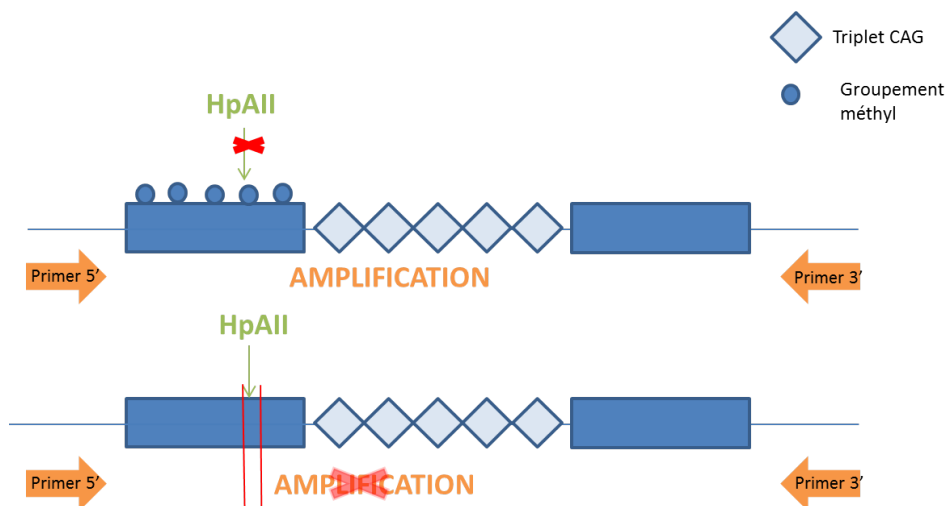 Triplet CAG
Groupement
méthyl
HpAII
Primer 5’
AMPLIFICATION
Primer 3’
HpAII
Primer 5’
AMPLIFICATION
Primer 3’